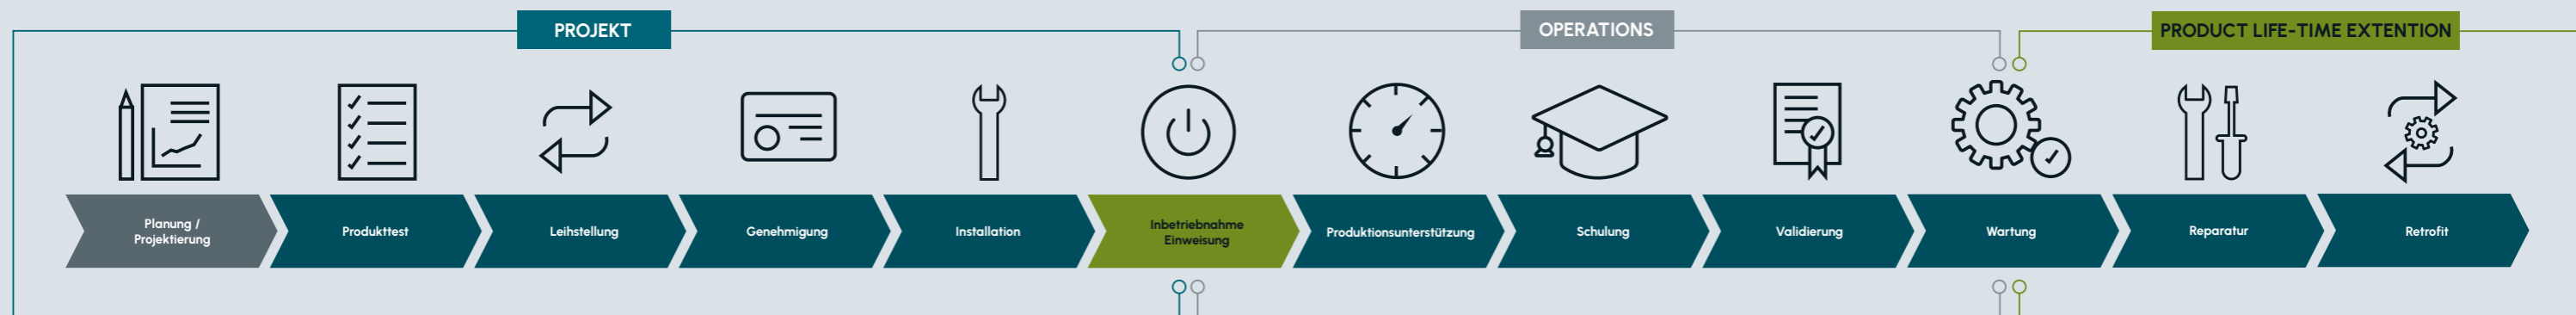 PROJEKT
OPERATIONS
PRODUCT LIFE-TIME EXTENTION
Planung /
Projektierung
Produkttest
Leihstellung
Genehmigung
Installation
Inbetriebnahme
Einweisung
Produktionsunterstützung
Schulung
Validierung
Wartung
Reparatur
Retrofit